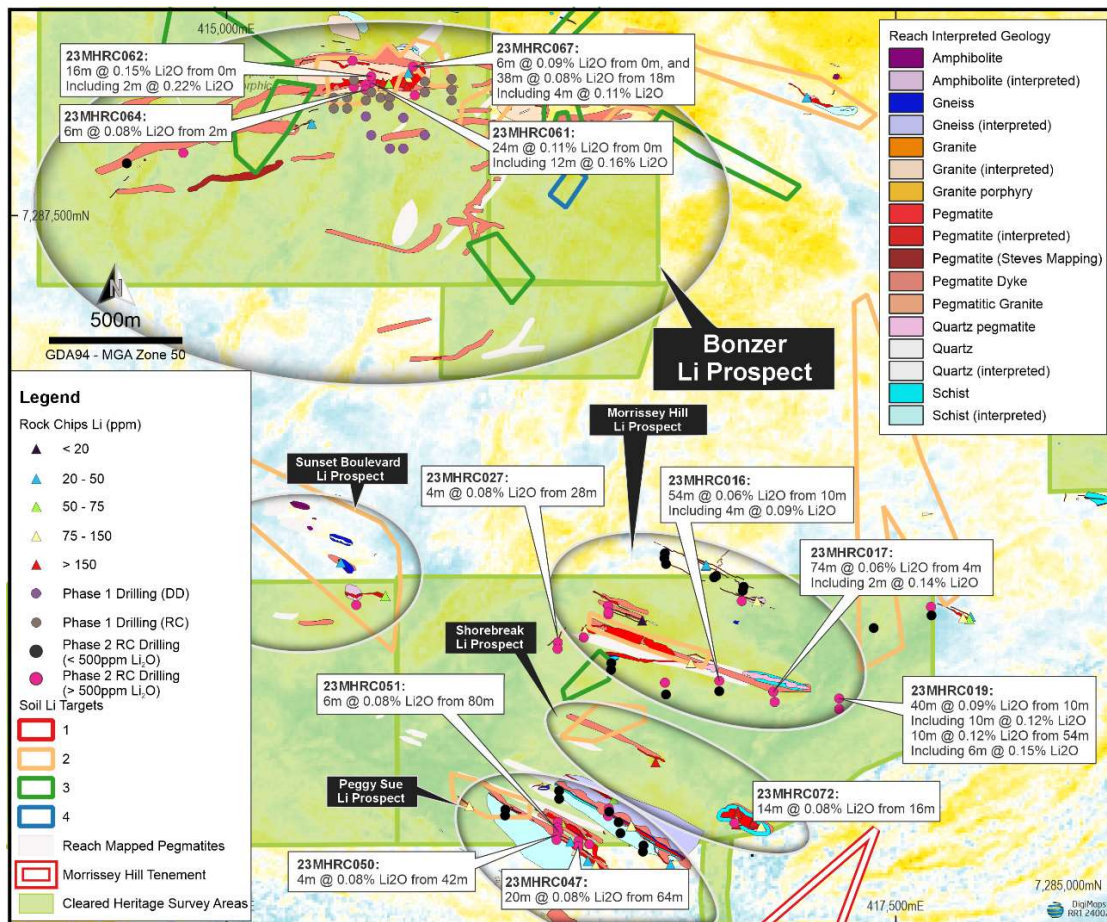 415,000mE
23MHRC062:
16m @ 0.15% Li2O from 0m
Including 2m @ 0.22% Li2O
23MHRC067:
6m @ 0.09% Li2O from 0m, and
38m @ 0.08% Li2O from 18m
Including 4m @ 0.11% Li2O
23MHRC064:
6m @ 0.08% Li2O from 2m
23MHRC061:
24m @ 0.11% Li2O from 0m
Including 12m @ 0.16% Li2O
7,287,500mN
N
500m
GDA94 - MGA Zone 50
Bonzer
Li Prospect
Reach Interpreted Geology
Amphibolite
Amphibolite (interpreted)
Gneiss
Gneiss (interpreted)
Granite
Granite (interpreted)
Granite porphyry
Pegmatite
Pegmatite (interpreted)
Pegmatite (Steves Mapping)
Pegmatite Dyke
Pegmatitic Granite
Quartz pegmatite
Quartz
Quartz (interpreted)
Schist
Schist (interpreted)
Legend
Rock Chips Li (ppm)
< 20
20 - 50
50 - 75
75 - 150
> 150
Phase 1 Drilling (DD)
Phase 1 Drilling (RC)
Phase 2 RC Drilling
(< 500ppm Li₂O)
Phase 2 RC Drilling
(> 500ppm Li₂O)
Soil Li Targets
1
2
3
4
Reach Mapped Pegmatites
Morrissey Hill Tenement
Cleared Heritage Survey Areas
Morrissey Hill
Li Prospect
Sunset Boulevard
Li Prospect
23MHRC027:
4m @ 0.08% Li2O from 28m
23MHRC016:
54m @ 0.06% Li2O from 10m
Including 4m @ 0.09% Li2O
23MHRC017:
74m @ 0.06% Li2O from 4m
Including 2m @ 0.14% Li2O
Shorebreak
Li Prospect
23MHRC051:
6m @ 0.08% Li2O from 80m
23MHRC019:
40m @ 0.09% Li2O from 10m
Including 10m @ 0.12% Li2O
10m @ 0.12% Li2O from 54m
Including 6m @ 0.15% Li2O
Peggy Sue
Li Prospect
23MHRC072:
14m @ 0.08% Li2O from 16m
23MHRC050:
4m @ 0.08% Li2O from 42m
23MHRC047:
20m @ 0.08% Li2O from 64m
7,285,000mN
417,500mE
DigiMaps